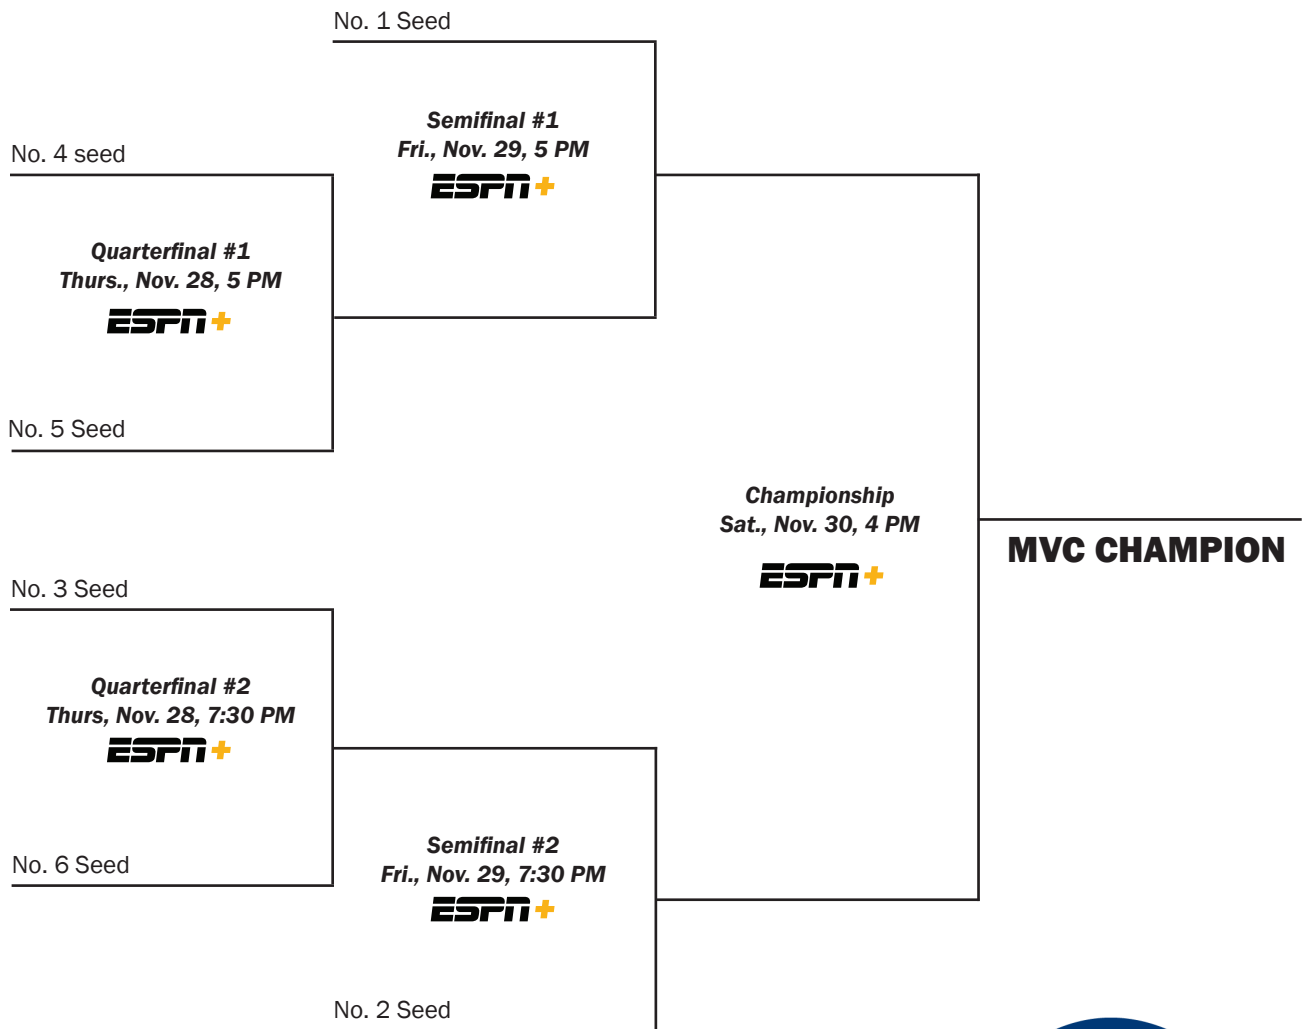 No. 1 Seed
Semifinal #1
Fri., Nov. 29, 5 PM
ESPN+
No. 4 seed
Quarterfinal #1
Thurs., Nov. 28, 5 PM
ESPN+
No. 5 Seed
Championship
Sat., Nov. 30, 4 PM
ESPN+
MVC CHAMPION
No. 3 Seed
Quarterfinal #2
Thurs, Nov. 28, 7:30 PM
ESPN+
No. 6 Seed
Semifinal #2
Fri., Nov. 29, 7:30 PM
ESPN+
No. 2 Seed